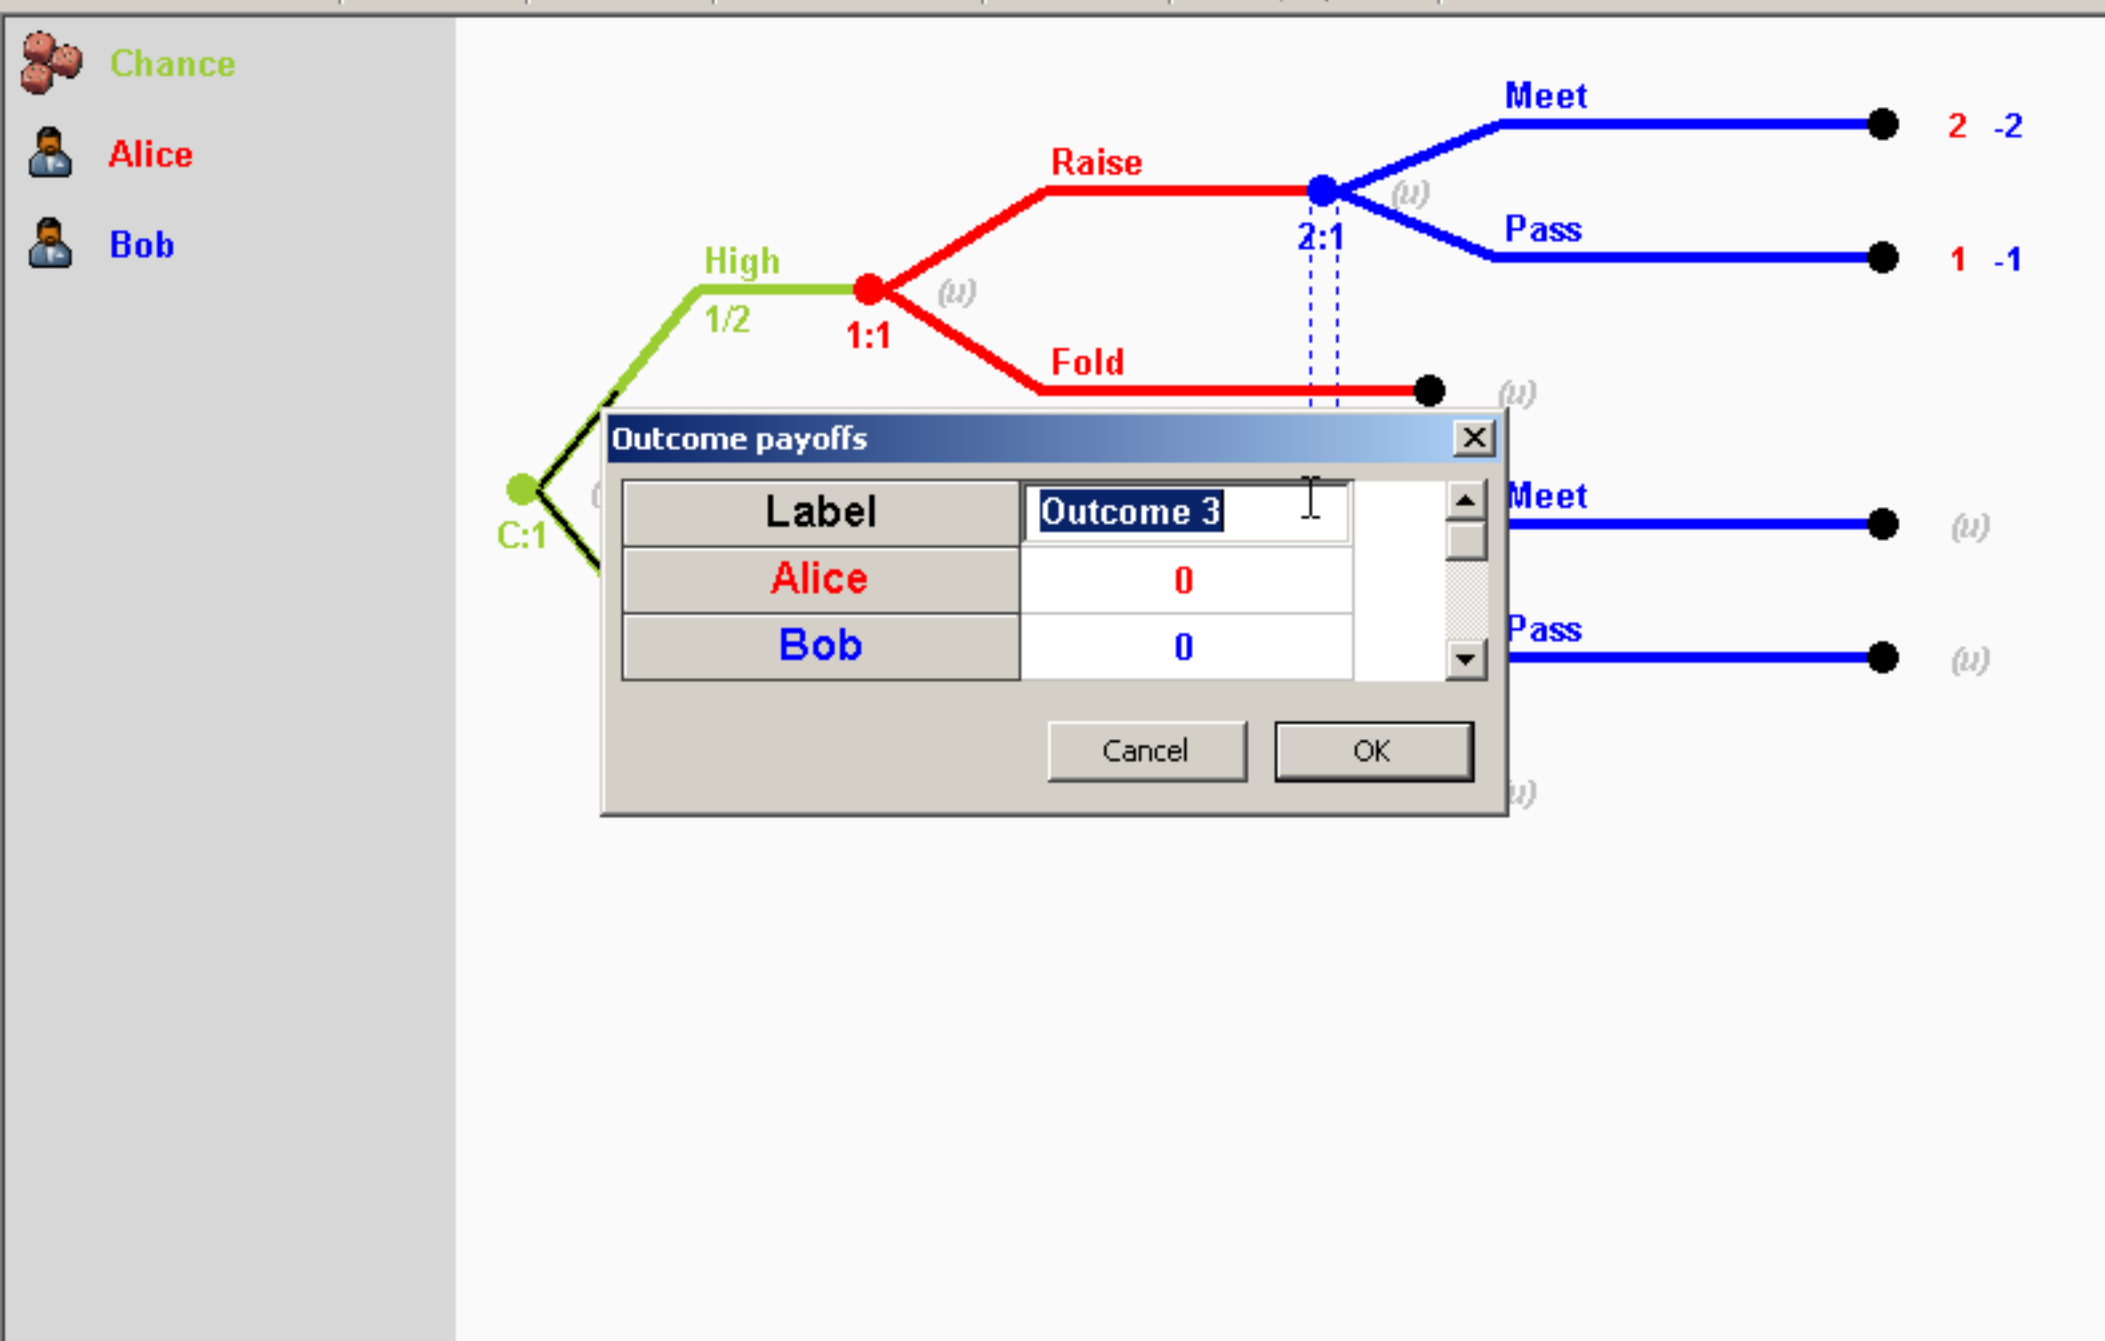 Chance
Alice
Bob
Meet
2 -2
Raise
(u)
2:1
Pass
1 -1
High
1/2
(u)
1:1
Fold
(u)
C:1
Outcome payoffs
Label
Outcome 3
Alice
0
Bob
0
Cancel
OK
Meet
(u)
Pass
(u)
u)